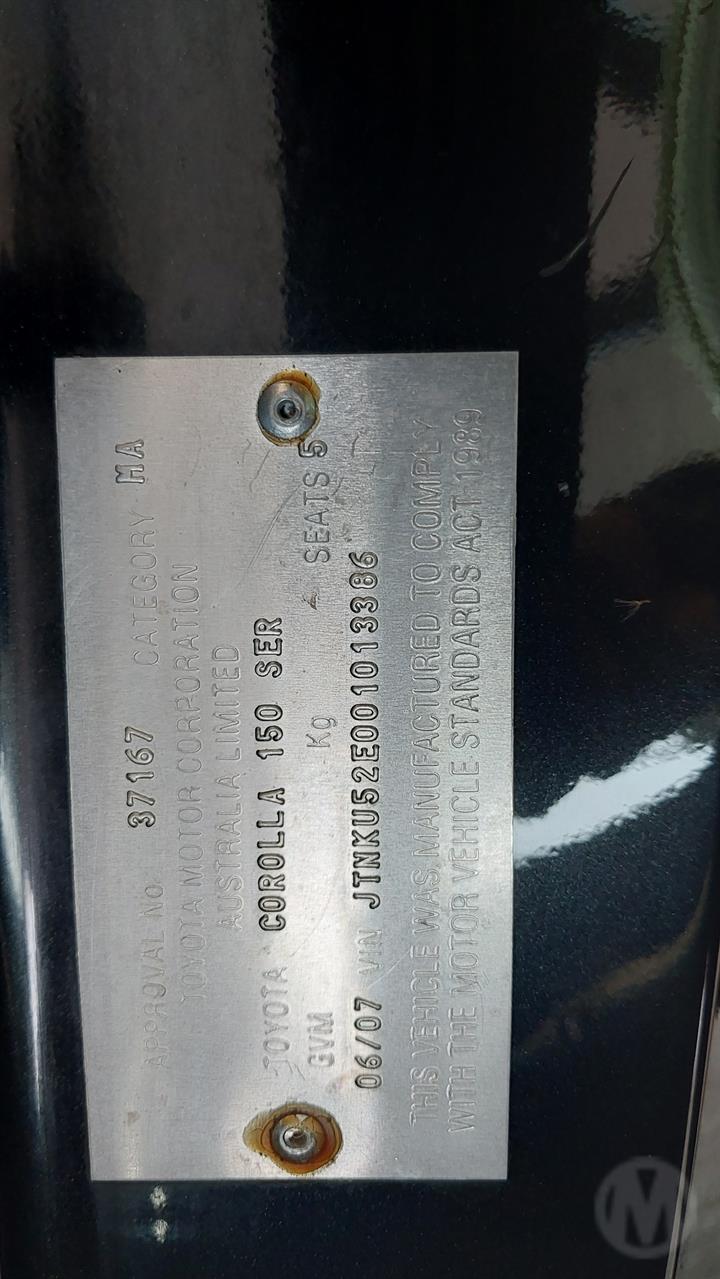 APPROVAL NO. 37167 CATEGORY MA
TOYOTA MOTOR CORPORATION
AUSTRALIA LIMITED
TOYOTA COROLLA 150 SER
GVM Kg SEATS 5
06/07 VIN JTNKU52E001013386
THIS VEHICLE WAS MANUFACTURED TO COMPLY
WITH THE MOTOR VEHICLE STANDARDS ACT 1989
M